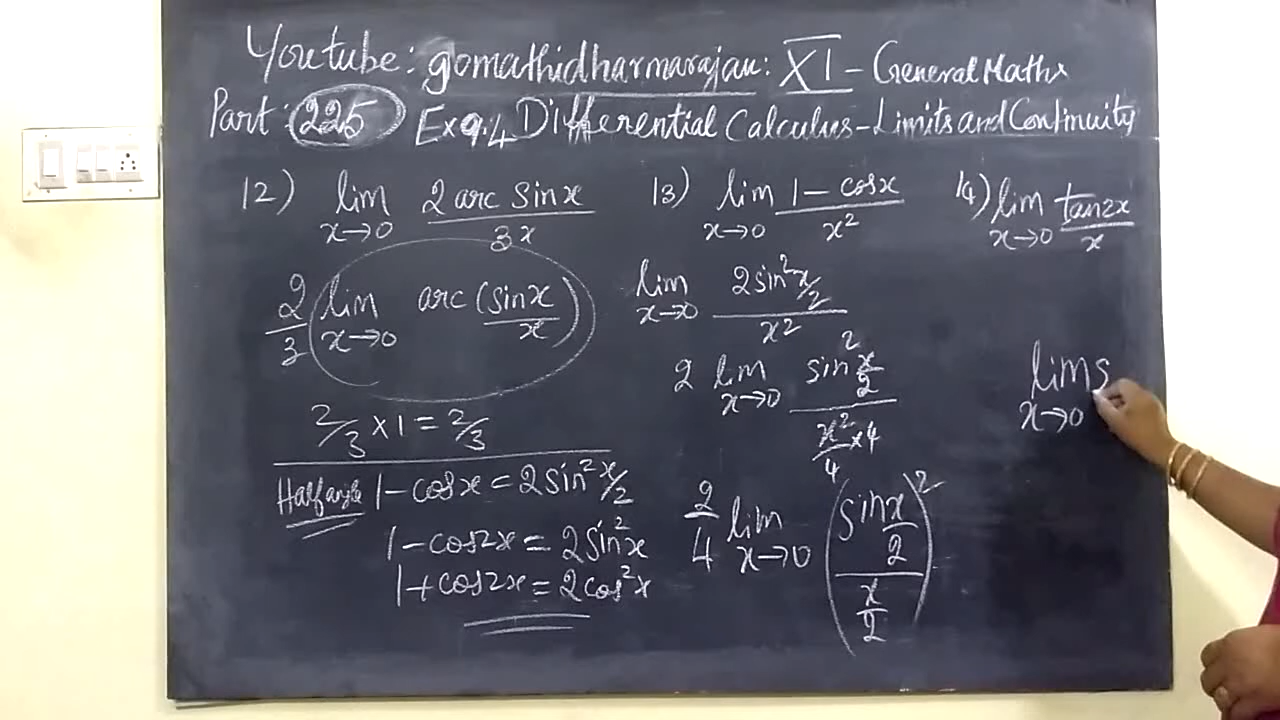 Youtube: gomathidharmarajan: XI - General Maths
Part: 225 Ex 9.4 Differential Calculus - Limits and Continuity
12) lim x→0 2 arc sin x / 3x
2/3 lim x→0 arc (sin x / x)
2/3 × 1 = 2/3
Half angle 1 - cos x = 2 sin² x/2
1 - cos 2x = 2 sin² x
1 + cos 2x = 2 cos² x
13) lim x→0 1 - cos x / x²
lim x→0 2 sin² x/2 / x²
2 lim x→0 sin² x/2 / x²/4 × 4
2/4 lim x→0 (sin x/2 / x/2)²
14) lim x→0 tan 2x / x
lim x→0 s